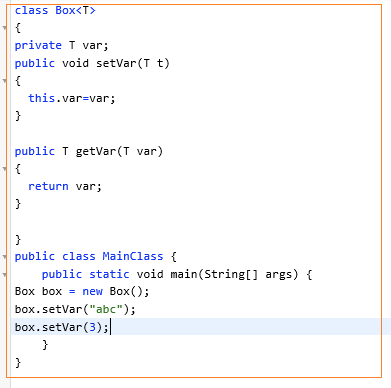 class Box<T>
{
private T var;
public void setVar(T t)
{
  this.var=var;
}

public T getVar(T var)
{
  return var;
}

}
public class MainClass {
    public static void main(String[] args) {
Box box = new Box();
box.setVar("abc");
box.setVar(3);
    }
}